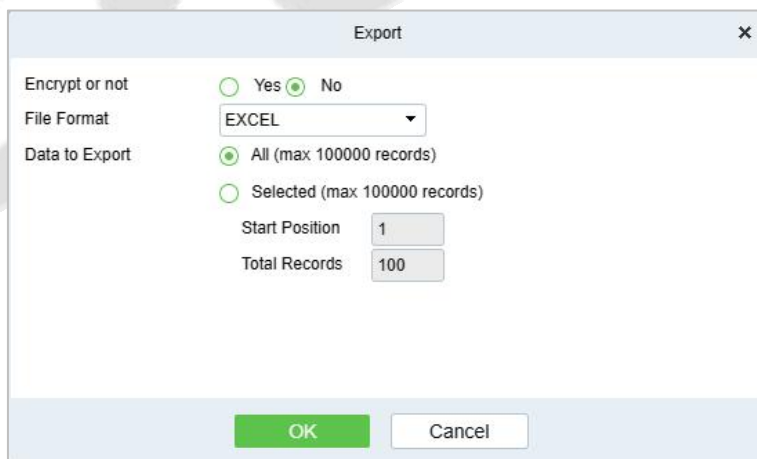 Export
Encrypt or not Yes No
File Format EXCEL
Data to Export All (max 100000 records)
Selected (max 100000 records)
Start Position 1
Total Records 100
OK Cancel